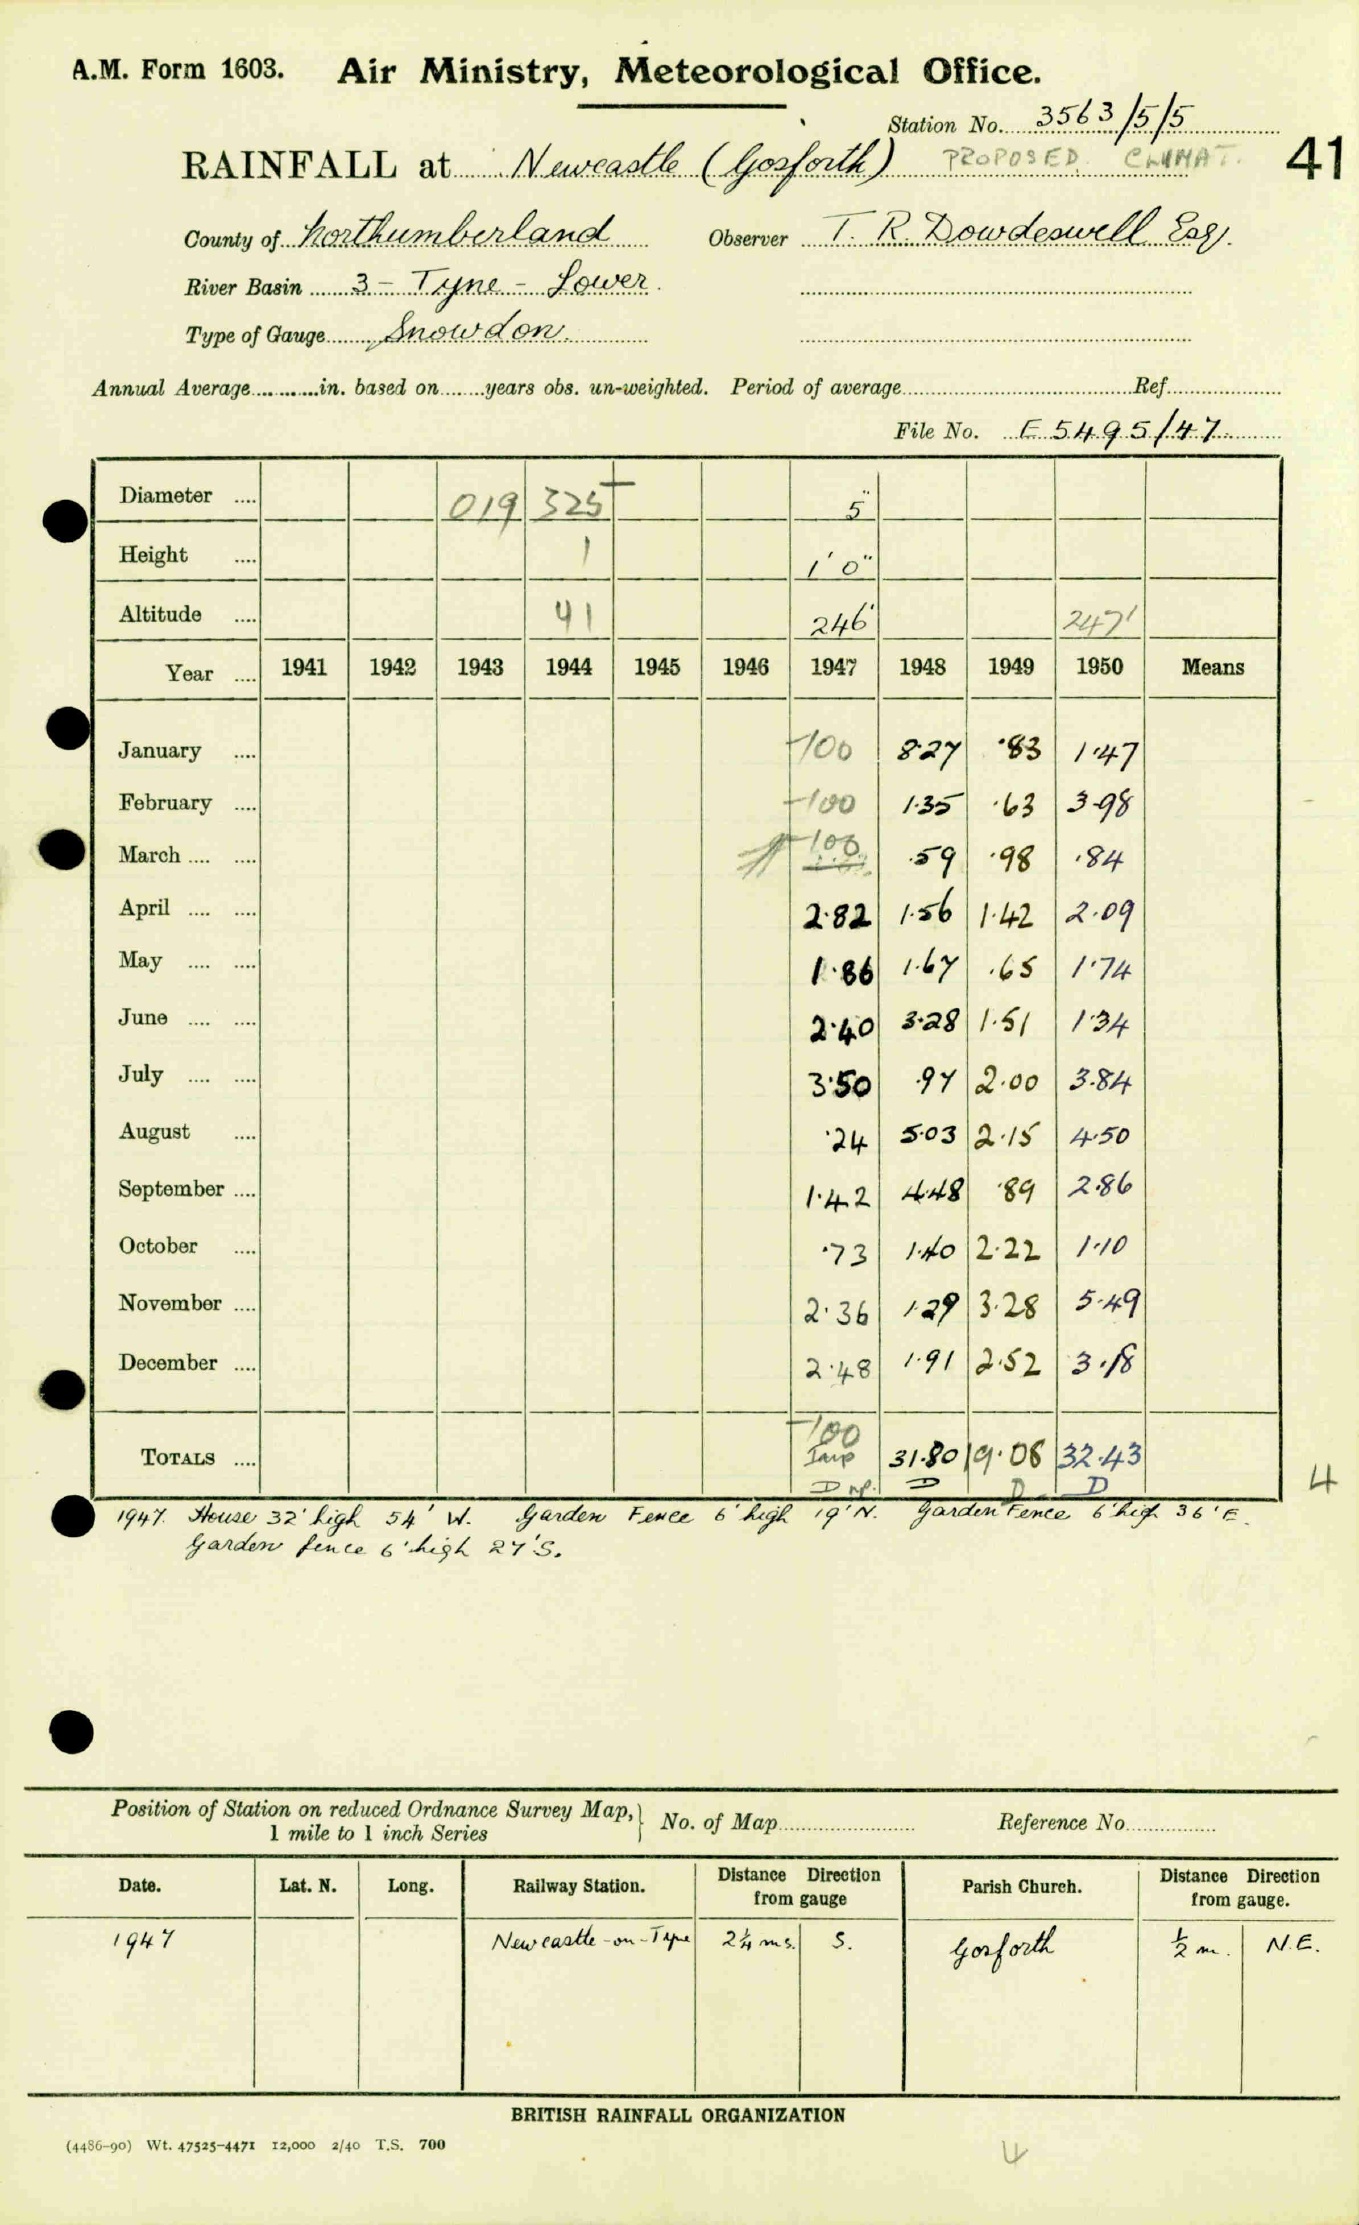 A.M. Form 1603. Air Ministry, Meteorological Office.
Station No. 3563/5/5
RAINFALL at Newcastle (Gosforth) PROPOSED CLIMAT. 41
County of Northumberland Observer T. R. Dowdeswell Esq.
River Basin 3 - Tyne - Lower.
Type of Gauge Snowdon.
Annual Average in. based on years obs. un-weighted. Period of average Ref.
File No. E 5495/47.
Diameter 019 325 5"
Height 1 1' 0"
Altitude 41 246' 247'
Year 1941 1942 1943 1944 1945 1946 1947 1948 1949 1950 Means
January -100 8.27 .83 1.47
February -100 1.35 .63 3.98
March -100 .59 .98 .84
April 2.82 1.56 1.42 2.09
May 1.86 1.67 .65 1.74
June 2.40 3.28 1.51 1.34
July 3.50 .97 2.00 3.84
August .24 5.03 2.15 4.50
September 1.42 4.48 .89 2.86
October .73 1.40 2.22 1.10
November 2.36 1.29 3.28 5.49
December 2.48 1.91 2.52 3.18
-100
TOTALS Imp 31.80 19.08 32.43
D D D D
4
1947. House 32' high 54' W. Garden Fence 6' high 19' N. Garden Fence 6' high 36' E.
Garden fence 6' high 27' S.
Position of Station on reduced Ordnance Survey Map, 1 mile to 1 inch Series No. of Map Reference No.
Date. Lat. N. Long. Railway Station. Distance Direction from gauge Parish Church. Distance Direction from gauge.
1947 Newcastle-on-Tyne 2¼ ms. S. Gosforth ½ m. N.E.
BRITISH RAINFALL ORGANIZATION
(4486-90) Wt. 47525-4471 12,000 2/40 T.S. 700
4